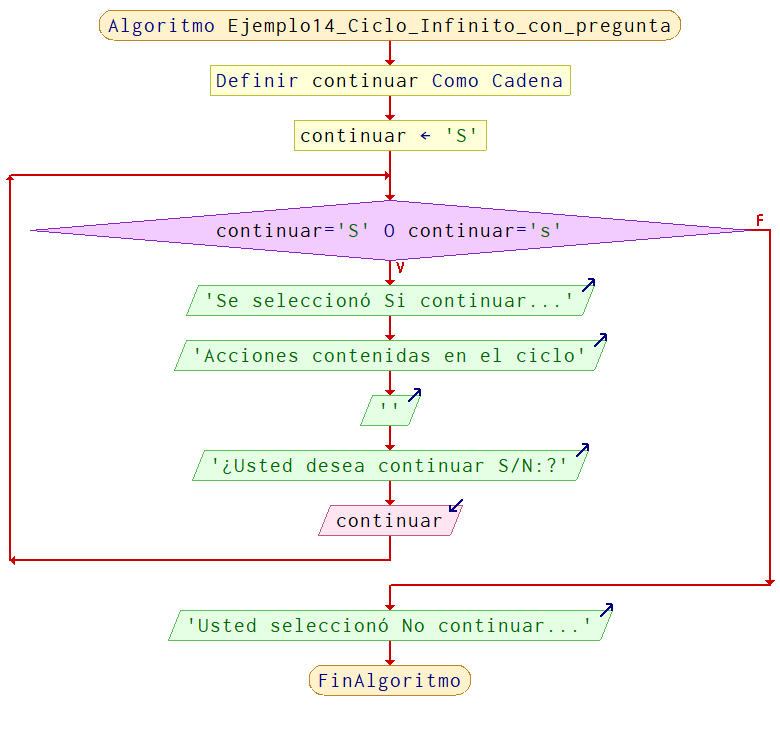 Algoritmo Ejemplo14_Ciclo_Infinito_con_pregunta
Definir continuar Como Cadena
continuar ← 'S'
continuar='S' O continuar='s'
F
V
'Se seleccionó Si continuar...'
'Acciones contenidas en el ciclo'
''
'¿Usted desea continuar S/N:?'
continuar
'Usted seleccionó No continuar...'
FinAlgoritmo